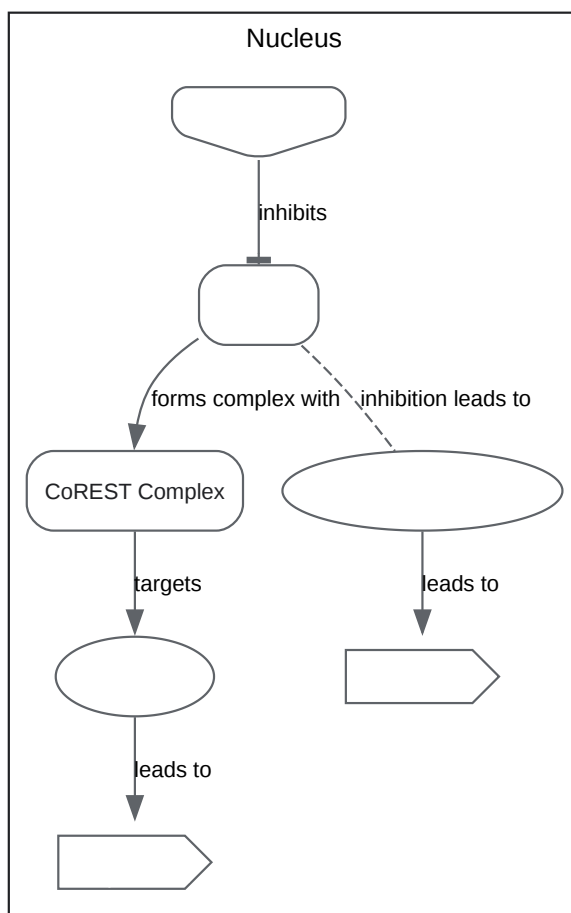 Nucleus
inhibits
forms complex with
inhibition leads to
CoREST Complex
targets
leads to
leads to